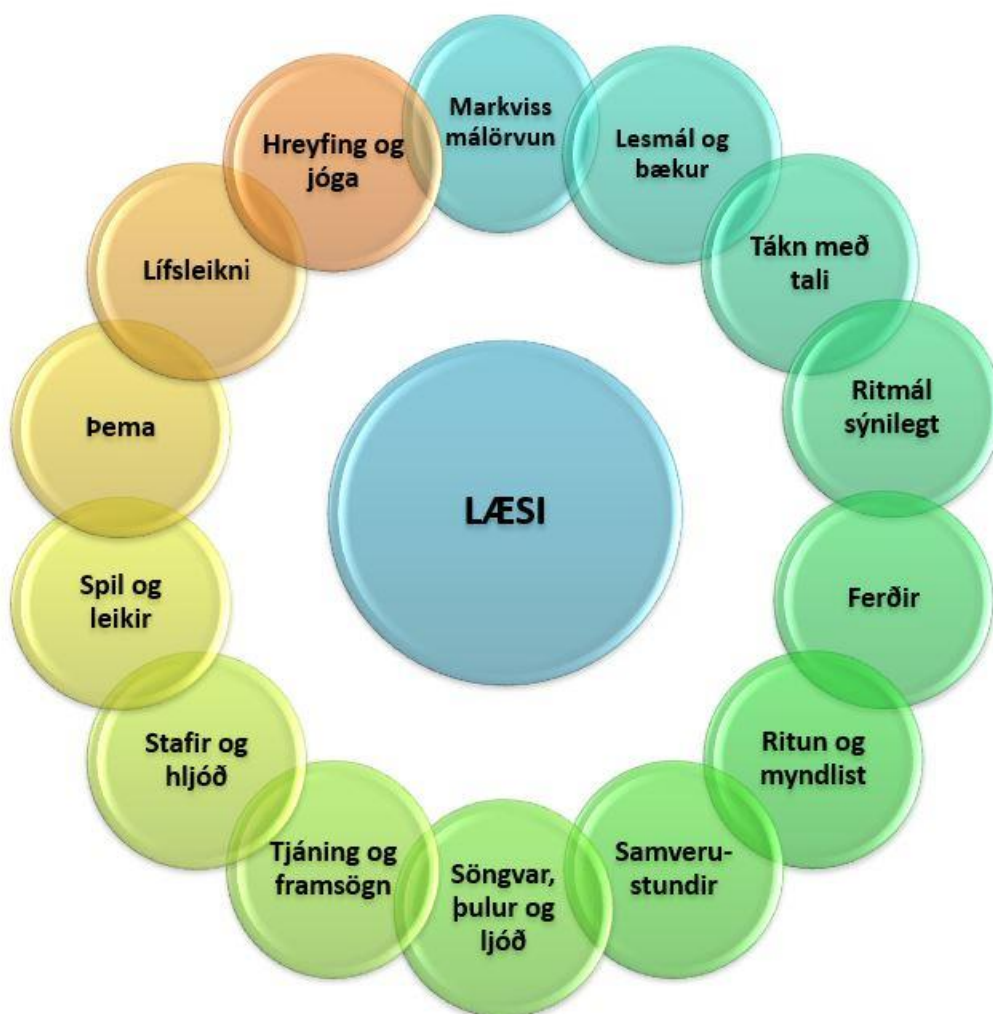 Markviss
málörvun
Lesmál og
bækur
Tákn með
tali
Ritmál
sýnilegt
Ferðir
Ritun og
myndlist
Samveru-
stundir
Söngvar,
þulur og
ljóð
Tjáning og
framsögn
Stafir og
hljóð
Spil og
leikir
Þema
Lífsleikni
Hreyfing og
jóga
LÆSI